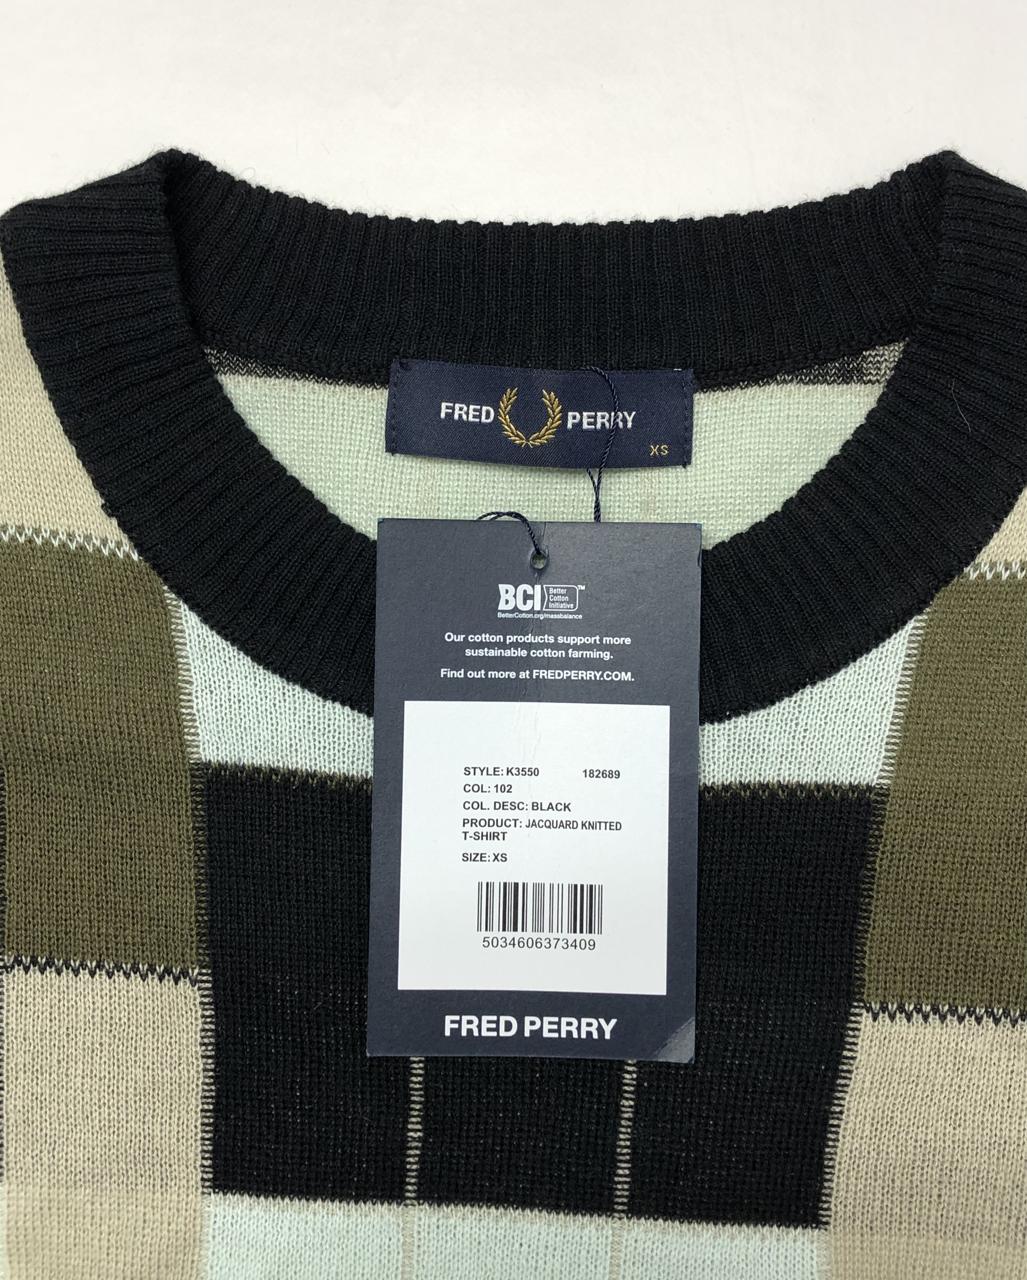 FRED PERRY
XS
BCI Better Cotton Initiative™
BetterCotton.org/massbalance
Our cotton products support more
sustainable cotton farming.
Find out more at FREDPERRY.COM.
STYLE: K3550 182689
COL: 102
COL. DESC: BLACK
PRODUCT: JACQUARD KNITTED
T-SHIRT
SIZE: XS
5034606373409
FRED PERRY